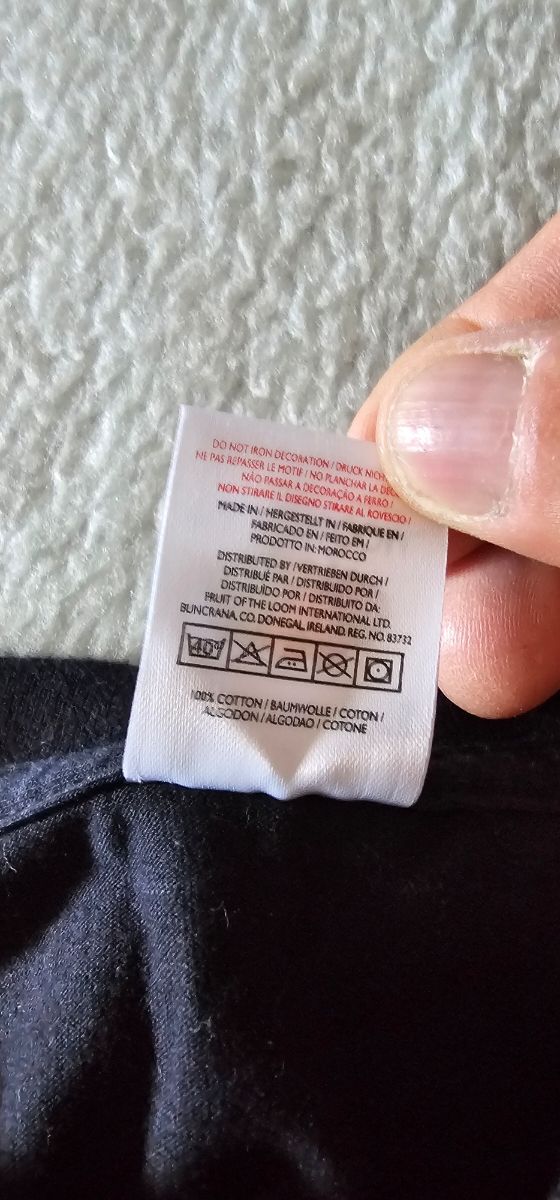 DO NOT IRON DECORATION / DRUCK NICHT
NE PAS REPASSER LE MOTIF / NO PLANCHAR LA
NÃO PASSAR A DECORAÇÃO A FERRO /
NON STIRARE IL DISEGNO STIRARE AL ROVESCIO /
MADE IN / HERGESTELLT IN / FABRIQUE EN /
FABRICADO EN / FEITO EM /
PRODOTTO IN: MOROCCO
DISTRIBUTED BY / VERTRIEBEN DURCH /
DISTRIBUÉ PAR / DISTRIBUIDO POR /
DISTRIBUÍDO POR / DISTRIBUITO DA:
FRUIT OF THE LOOM INTERNATIONAL LTD.
BUNCRANA, CO. DONEGAL, IRELAND. REG. NO. 83732
40°
100% COTTON / BAUMWOLLE / COTON /
ALGODON / ALGODAO / COTONE